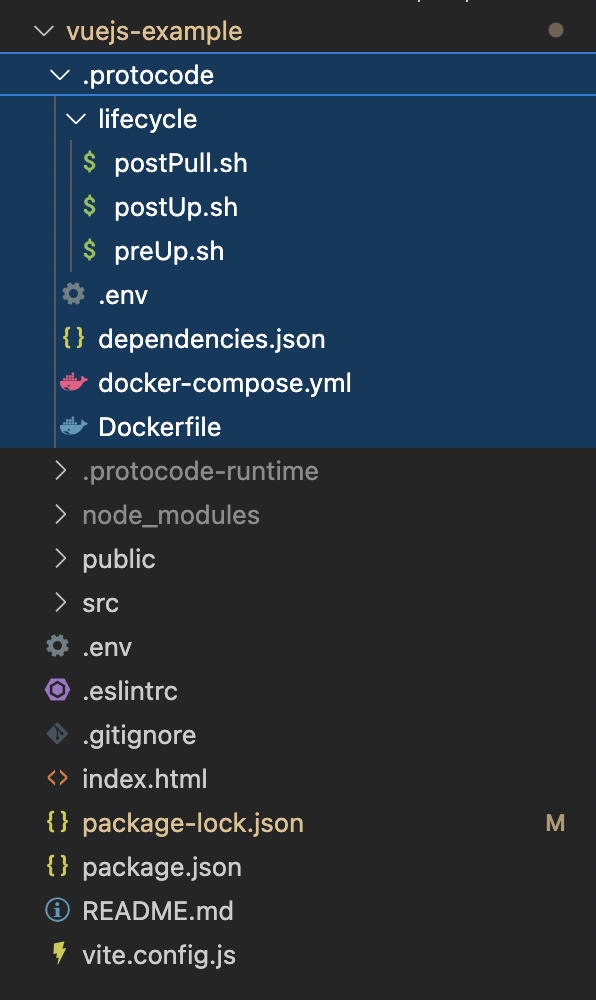 vuejs-example
.protocode
lifecycle
$ postPull.sh
$ postUp.sh
$ preUp.sh
.env
{} dependencies.json
docker-compose.yml
Dockerfile
.protocode-runtime
node_modules
public
src
.env
.eslintrc
.gitignore
<> index.html
{} package-lock.json M
{} package.json
README.md
vite.config.js